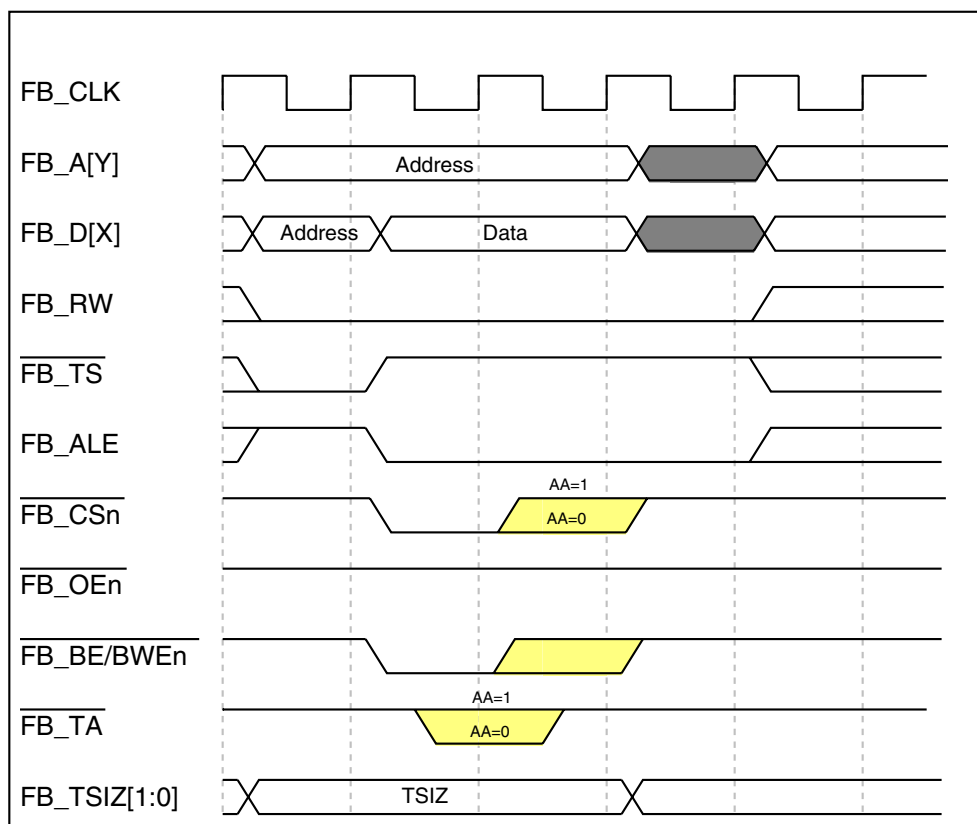 FB_CLK
FB_A[Y]
Address
FB_D[X]
Address
Data
FB_RW
FB_TS
FB_ALE
AA=1
FB_CSn
AA=0
FB_OEn
FB_BE/BWEn
AA=1
FB_TA
AA=0
FB_TSIZ[1:0]
TSIZ